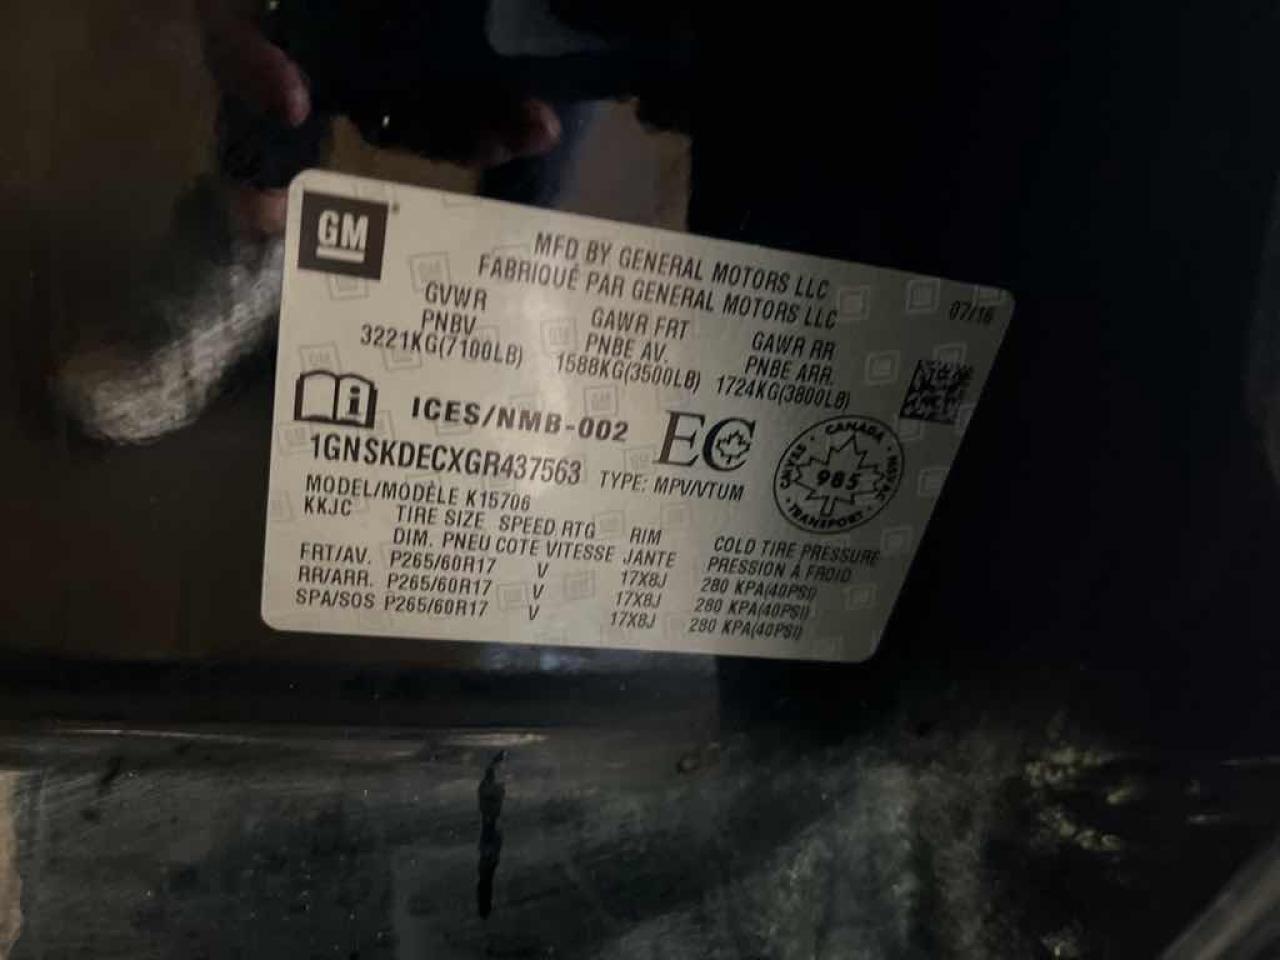 GM
MFD BY GENERAL MOTORS LLC
FABRIQUÉ PAR GENERAL MOTORS LLC
07/16
GVWR GAWR FRT GAWR RR
PNBV PNBE AV. PNBE ARR.
3221KG(7100LB) 1588KG(3500LB) 1724KG(3800LB)
i ICES/NMB-002 EC
CANADA
985
TRANSPORT
1GNSKDECXGR437563 TYPE: MPV/VTUM
MODEL/MODÈLE K15706
KKJC TIRE SIZE SPEED RTG RIM COLD TIRE PRESSURE
DIM. PNEU COTE VITESSE JANTE PRESSION À FROID
FRT/AV. P265/60R17 V 17X8J 280 KPA(40PSI)
RR/ARR. P265/60R17 V 17X8J 280 KPA(40PSI)
SPA/SOS P265/60R17 V 17X8J 280 KPA(40PSI)